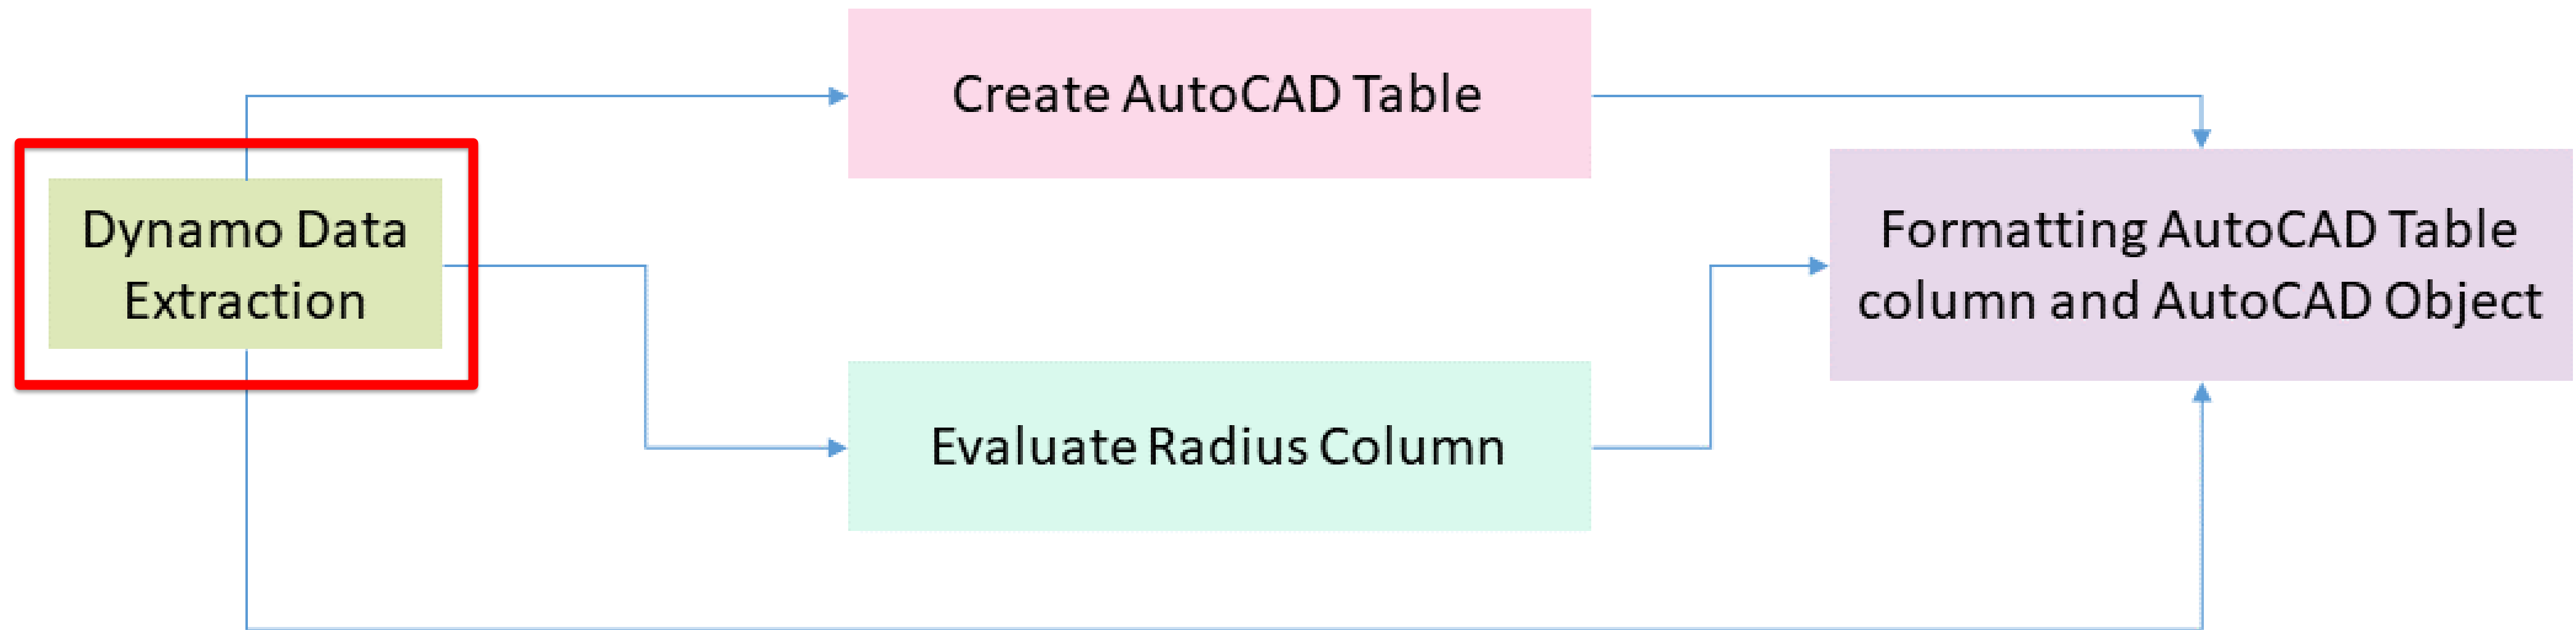 Create AutoCAD Table
Dynamo Data
Extraction
Formatting AutoCAD Table
column and AutoCAD Object
Evaluate Radius Column